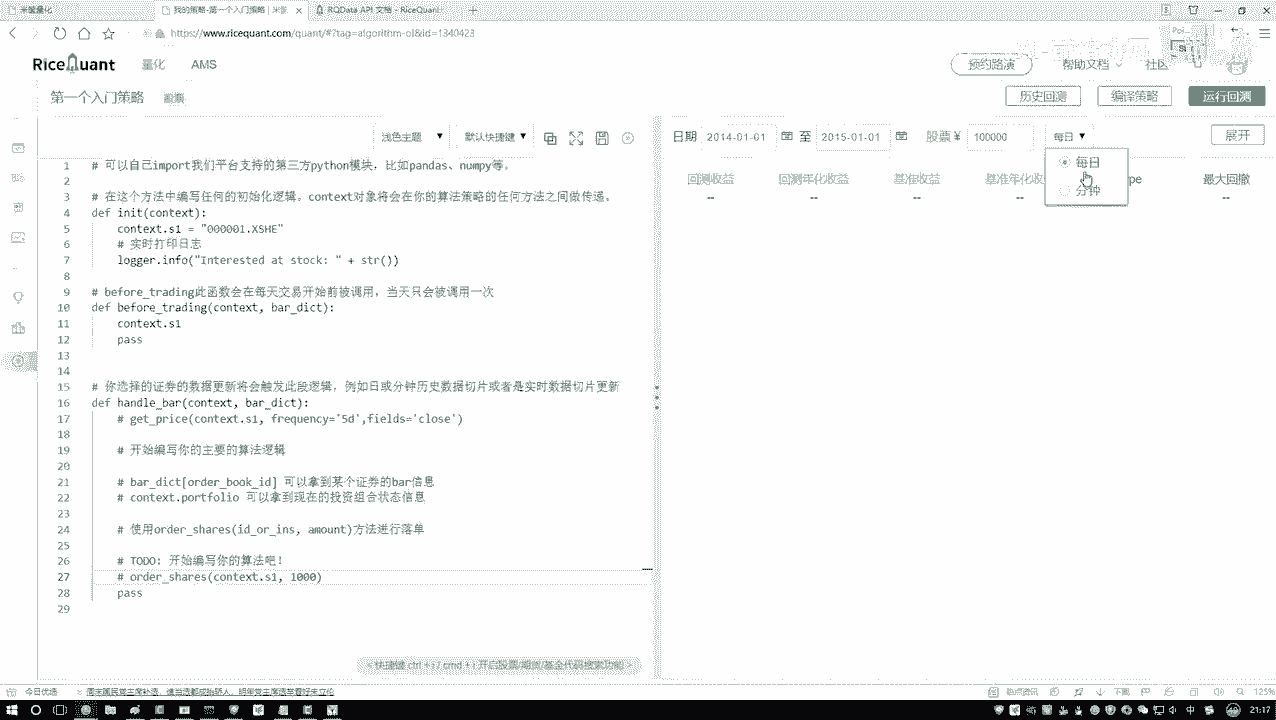 米筐量化
我的策略-第一个入门策略 | 米筐
RQData API 文档 - RiceQuant
https://www.ricequant.com/quant/#?tag=algorithm-ol&id=1340423
RiceQuant 量化 AMS 预约路演 帮助文档 社区
第一个入门策略 历史回测 编译策略 运行回测
浅色主题 默认快捷键 日期 2014-01-01 至 2015-01-01 股票¥ 100000 每日 展开
每日
分钟
回测收益 回测年化收益 基准收益 基准年化收 pe 最大回撤
-- -- -- -- --
1 # 可以自己import我们平台支持的第三方python模块，比如pandas、numpy等。
2
3 # 在这个方法中编写任何的初始化逻辑。context对象将会在你的算法策略的任何方法之间做传递。
4 def init(context):
5 context.s1 = "000001.XSHE"
6 # 实时打印日志
7 logger.info("Interested at stock: " + str())
8
9 # before_trading此函数会在每天交易开始前被调用，当天只会被调用一次
10 def before_trading(context, bar_dict):
11 context.s1
12 pass
13
14
15 # 你选择的证券的数据更新将会触发此段逻辑，例如日或分钟历史数据切片或者是实时数据切片更新
16 def handle_bar(context, bar_dict):
17 # get_price(context.s1, frequency='5d',fields='close')
18
19 # 开始编写你的主要的算法逻辑
20
21 # bar_dict[order_book_id] 可以拿到某个证券的bar信息
22 # context.portfolio 可以拿到现在的投资组合状态信息
23
24 # 使用order_shares(id_or_ins, amount)方法进行落单
25
26 # TODO: 开始编写你的算法吧！
27 # order_shares(context.s1, 1000)
28 pass
29
快捷键 ctrl + i / cmd + i 开启股票/期货/基金代码搜索功能
今日优选 热点资讯 下载 125%
中 21:17